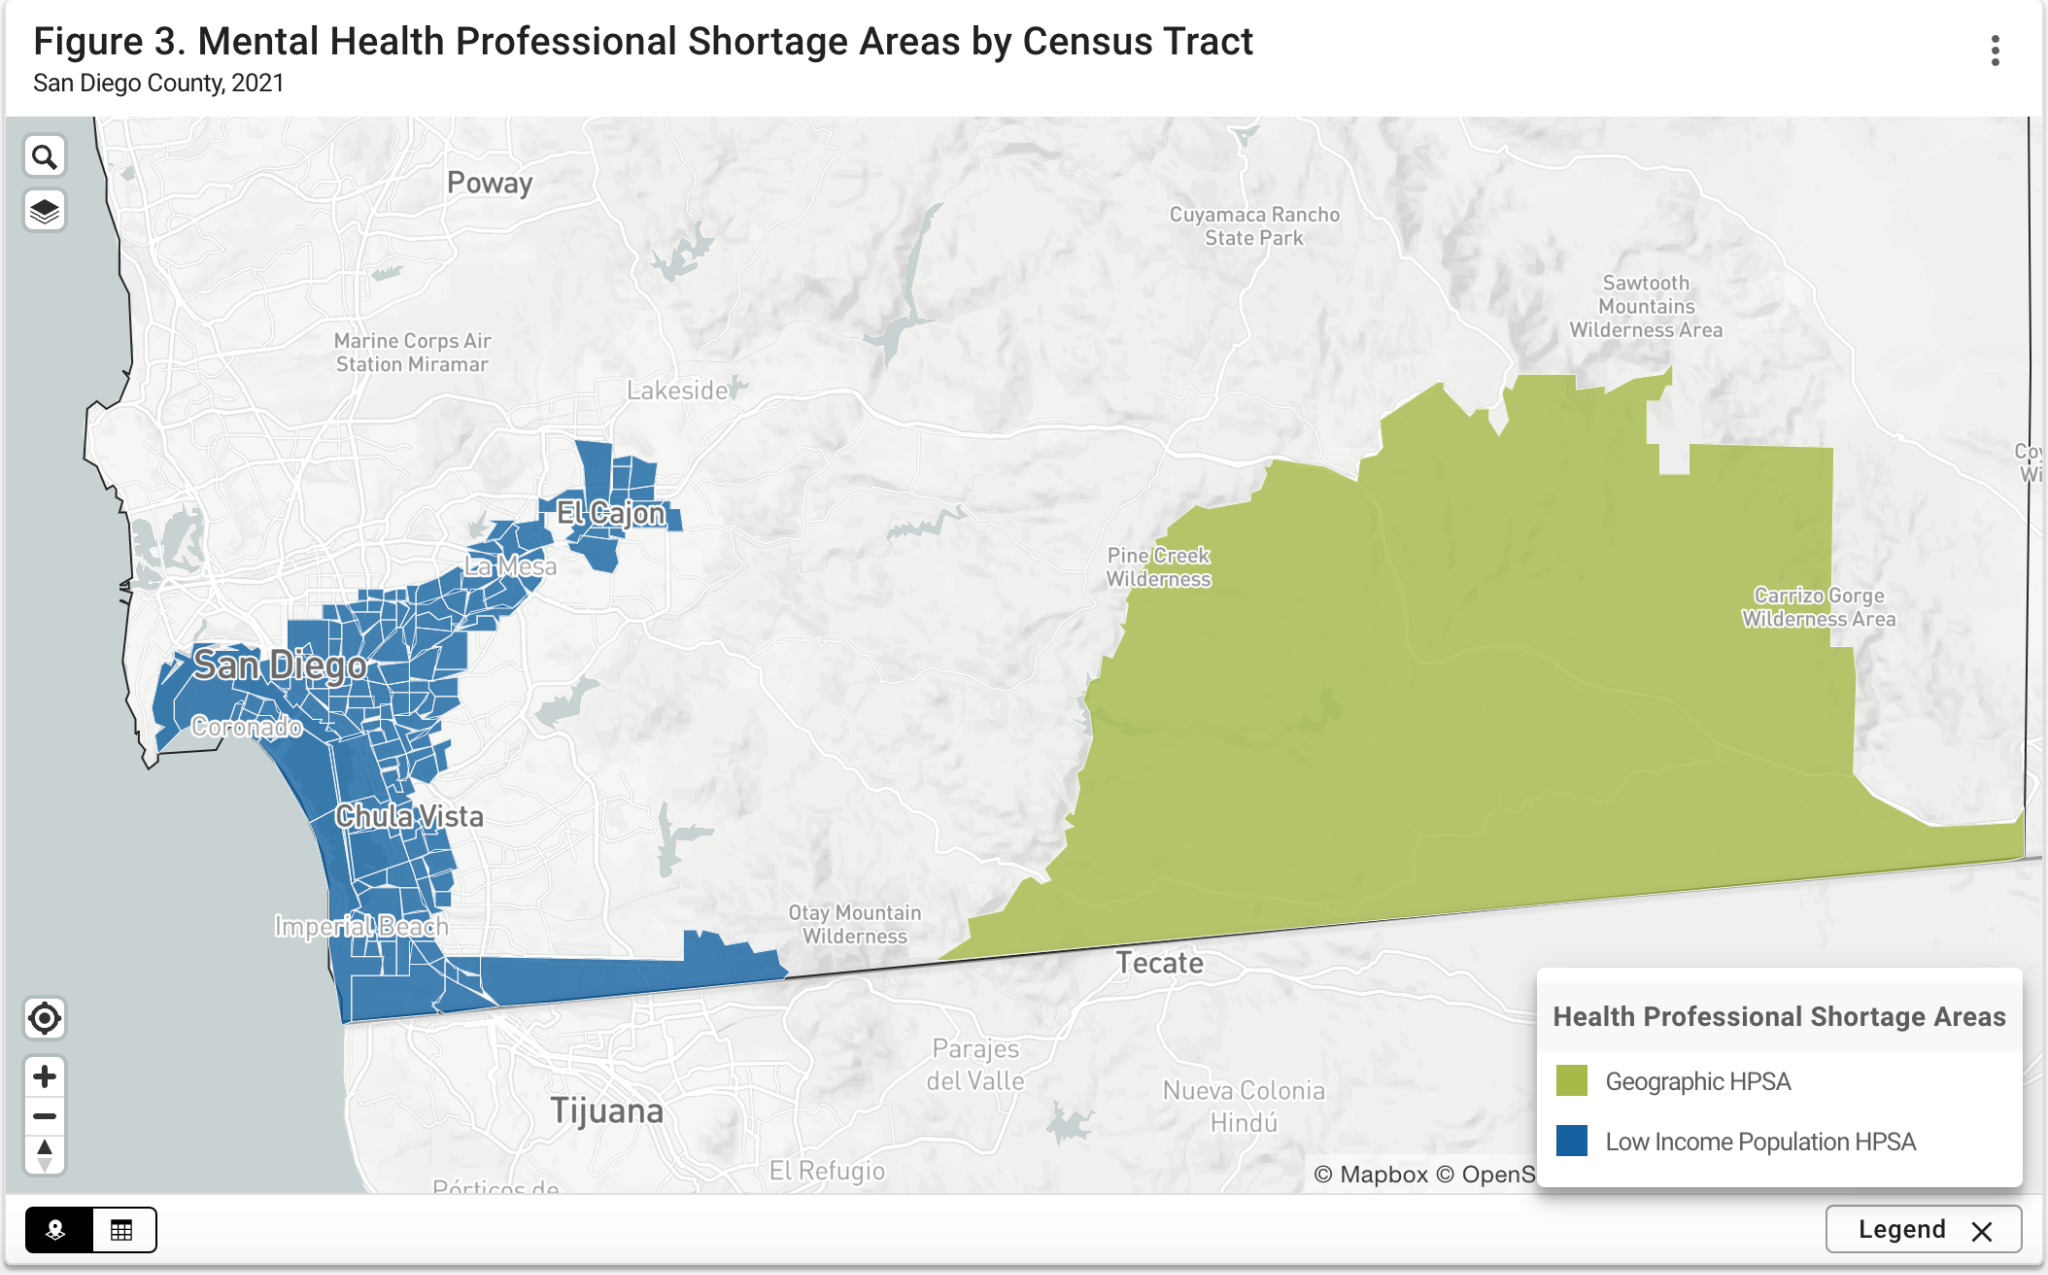 Figure 3. Mental Health Professional Shortage Areas by Census Tract
San Diego County, 2021
Poway
Cuyamaca Rancho
State Park
Sawtooth
Mountains
Wilderness Area
Marine Corps Air
Station Miramar
Lakeside
El Cajon
La Mesa
Pine Creek
Wilderness
Carrizo Gorge
Wilderness Area
San Diego
Coronado
Chula Vista
Imperial Beach
Otay Mountain
Wilderness
Tecate
Tijuana
Parajes
del Valle
Nueva Colonia
Hindú
El Refugio
Pórticos de
© Mapbox ©
Health Professional Shortage Areas
Geographic HPSA
Low Income Population HPSA
Legend